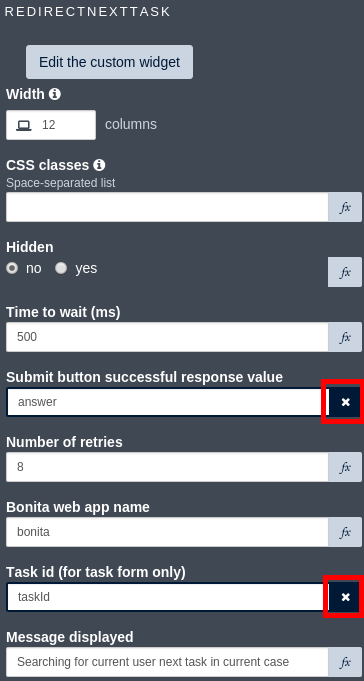 REDIRECTNEXTTASK
Edit the custom widget
Width
12 columns
CSS classes
Space-separated list
fx
Hidden
no yes fx
Time to wait (ms)
500 fx
Submit button successful response value
answer
Number of retries
8 fx
Bonita web app name
bonita fx
Task id (for task form only)
taskId
Message displayed
Searching for current user next task in current case fx